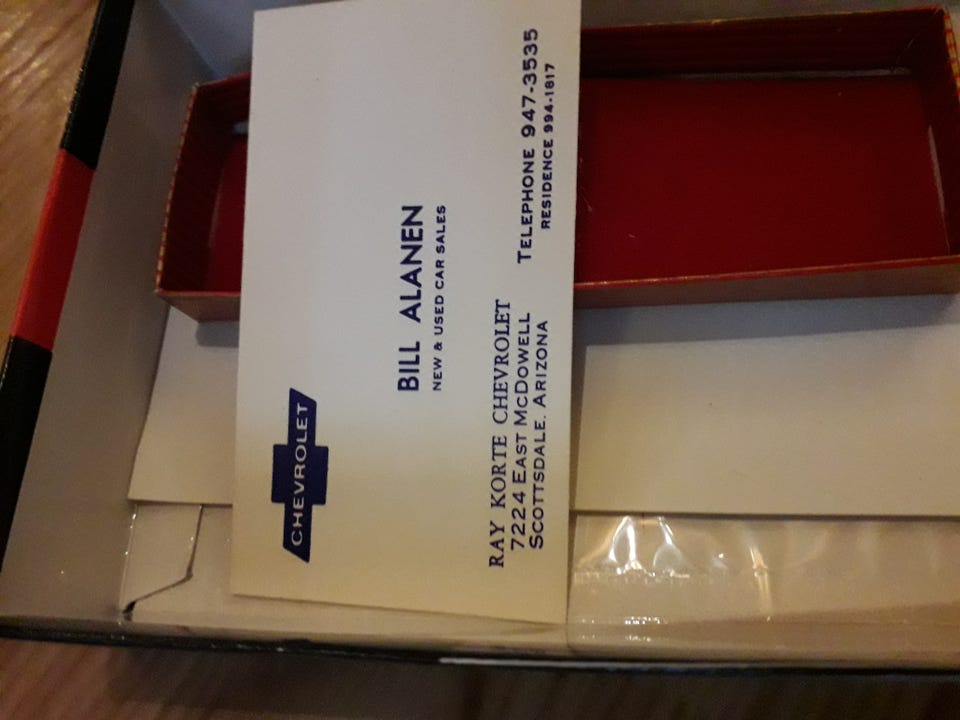 CHEVROLET
BILL ALANEN
NEW & USED CAR SALES
RAY KORTE CHEVROLET
7224 EAST MCDOWELL
SCOTTSDALE, ARIZONA
TELEPHONE 947-3535
RESIDENCE 994-1817